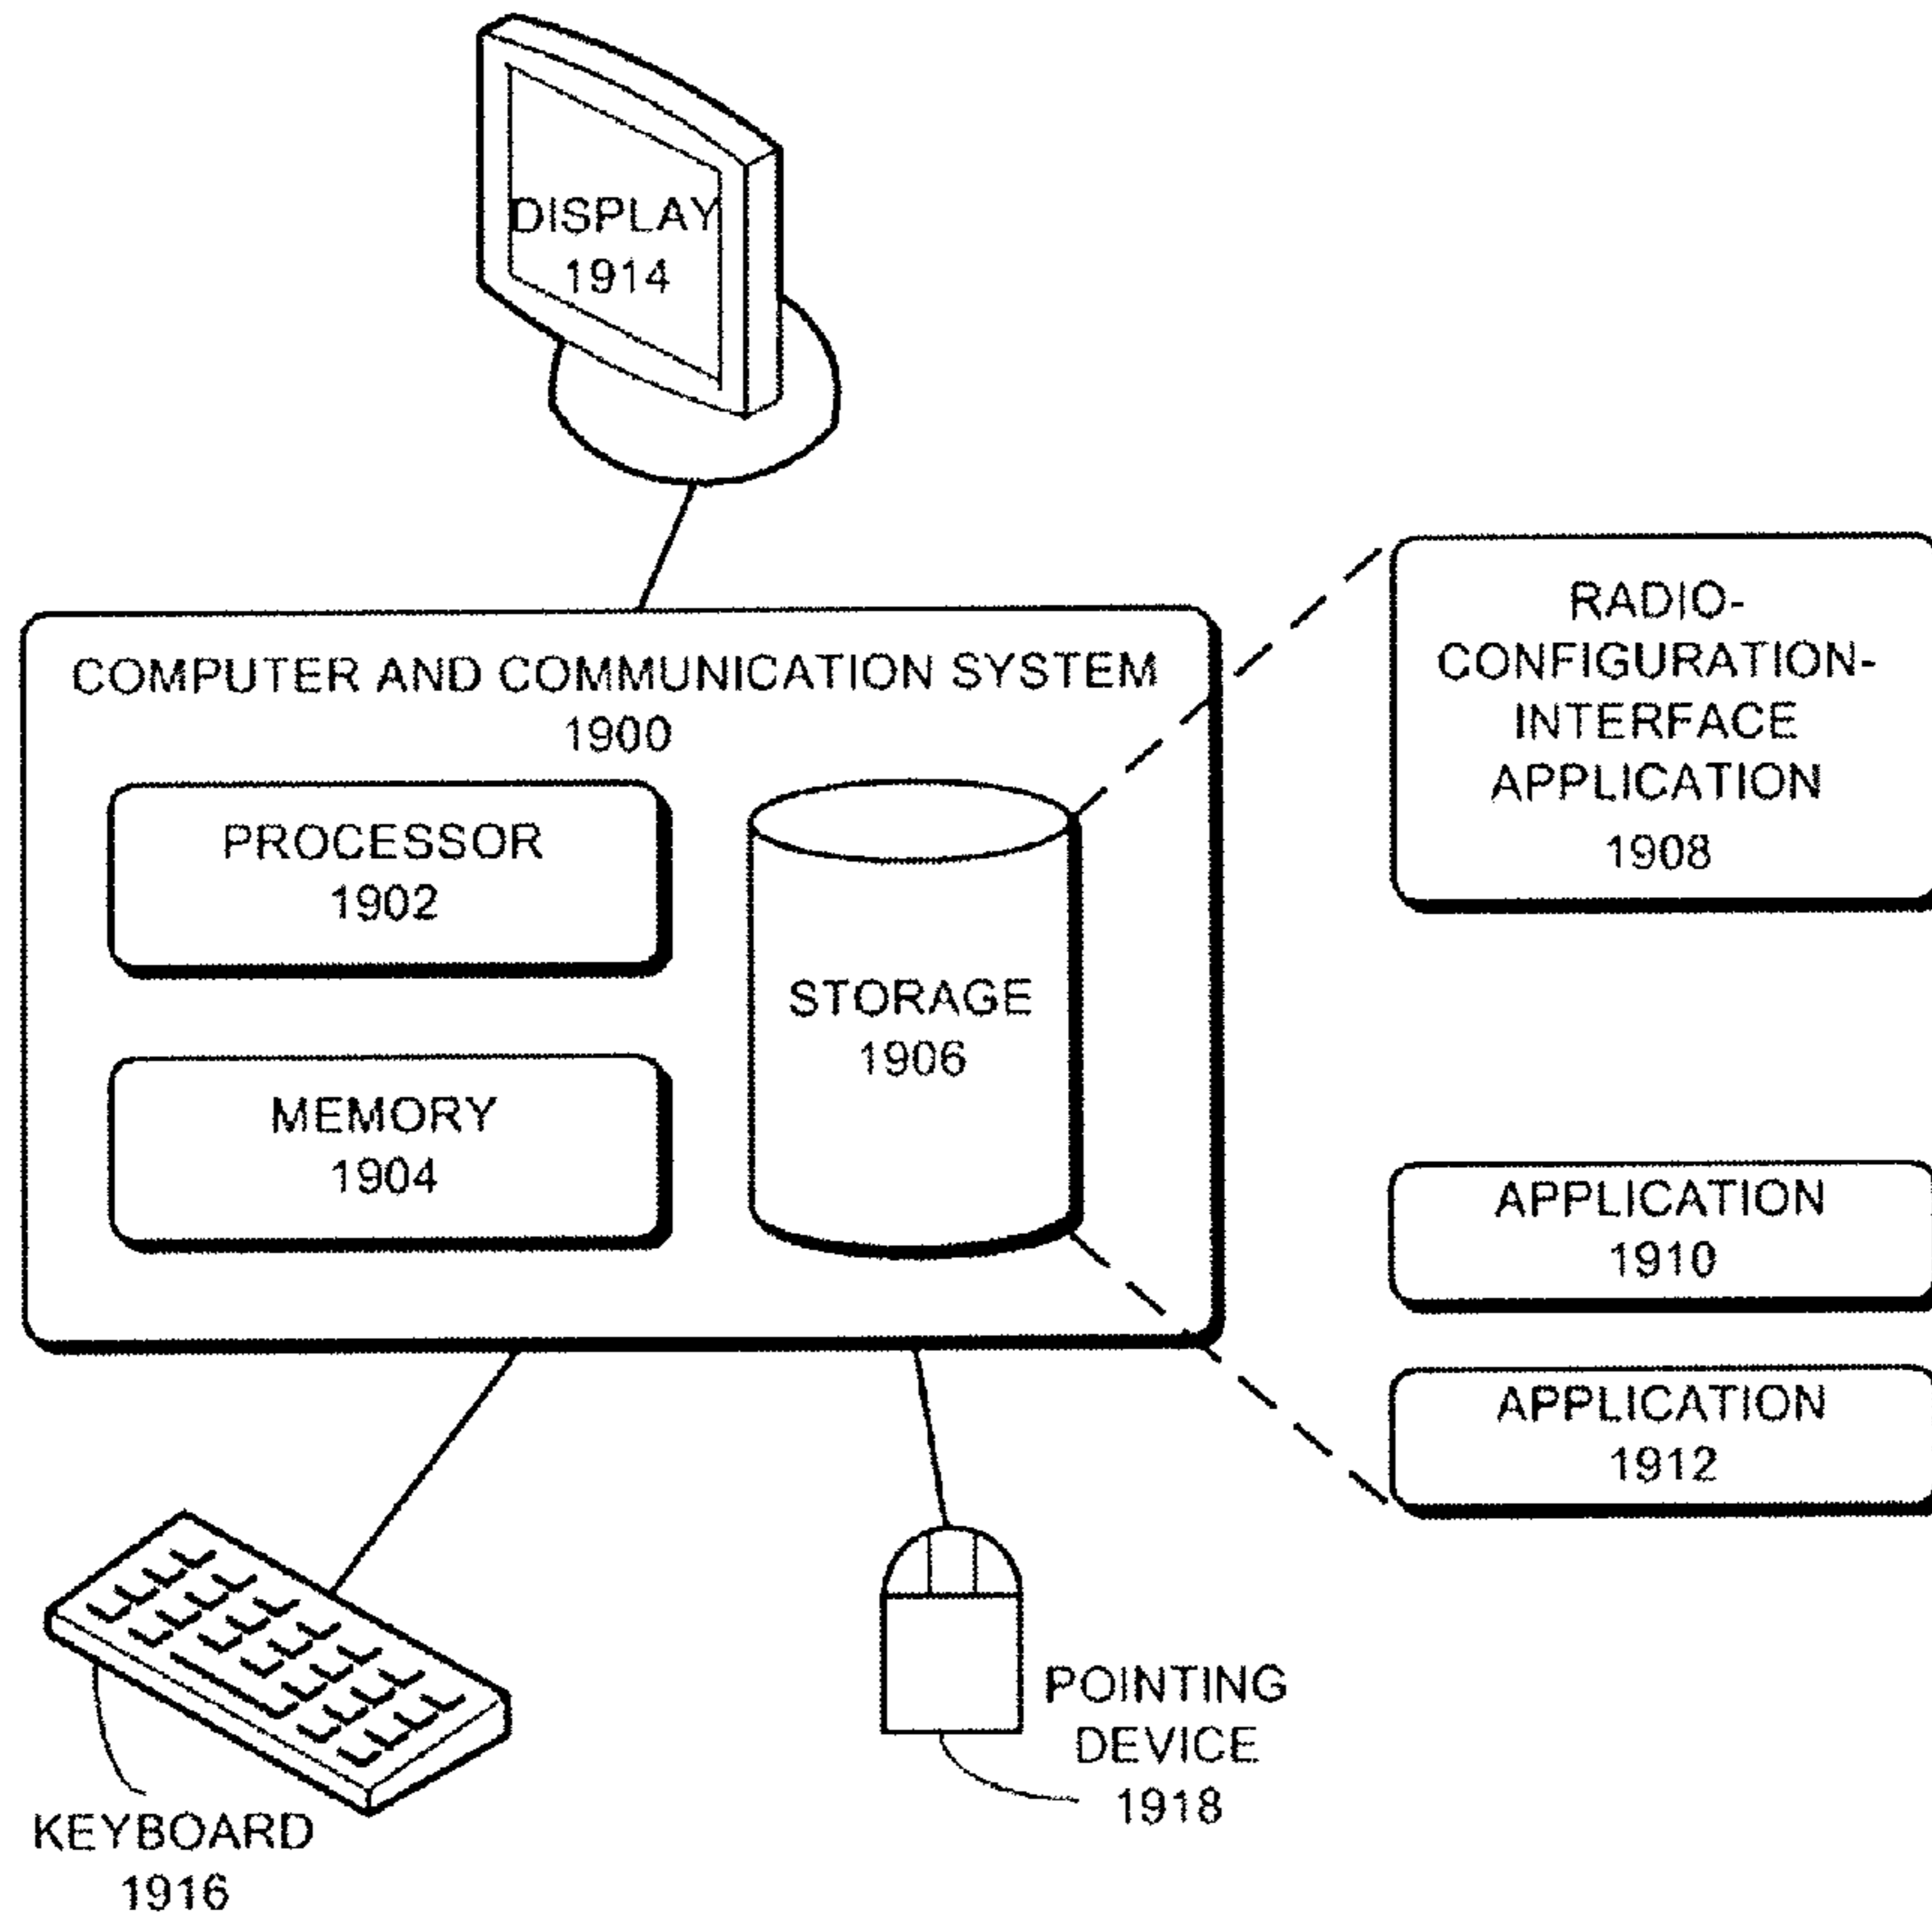 DISPLAY
1914
COMPUTER AND COMMUNICATION SYSTEM
1900
PROCESSOR
1902
MEMORY
1904
STORAGE
1906
RADIO-
CONFIGURATION-
INTERFACE
APPLICATION
1908
APPLICATION
1910
APPLICATION
1912
KEYBOARD
1916
POINTING
DEVICE
1918